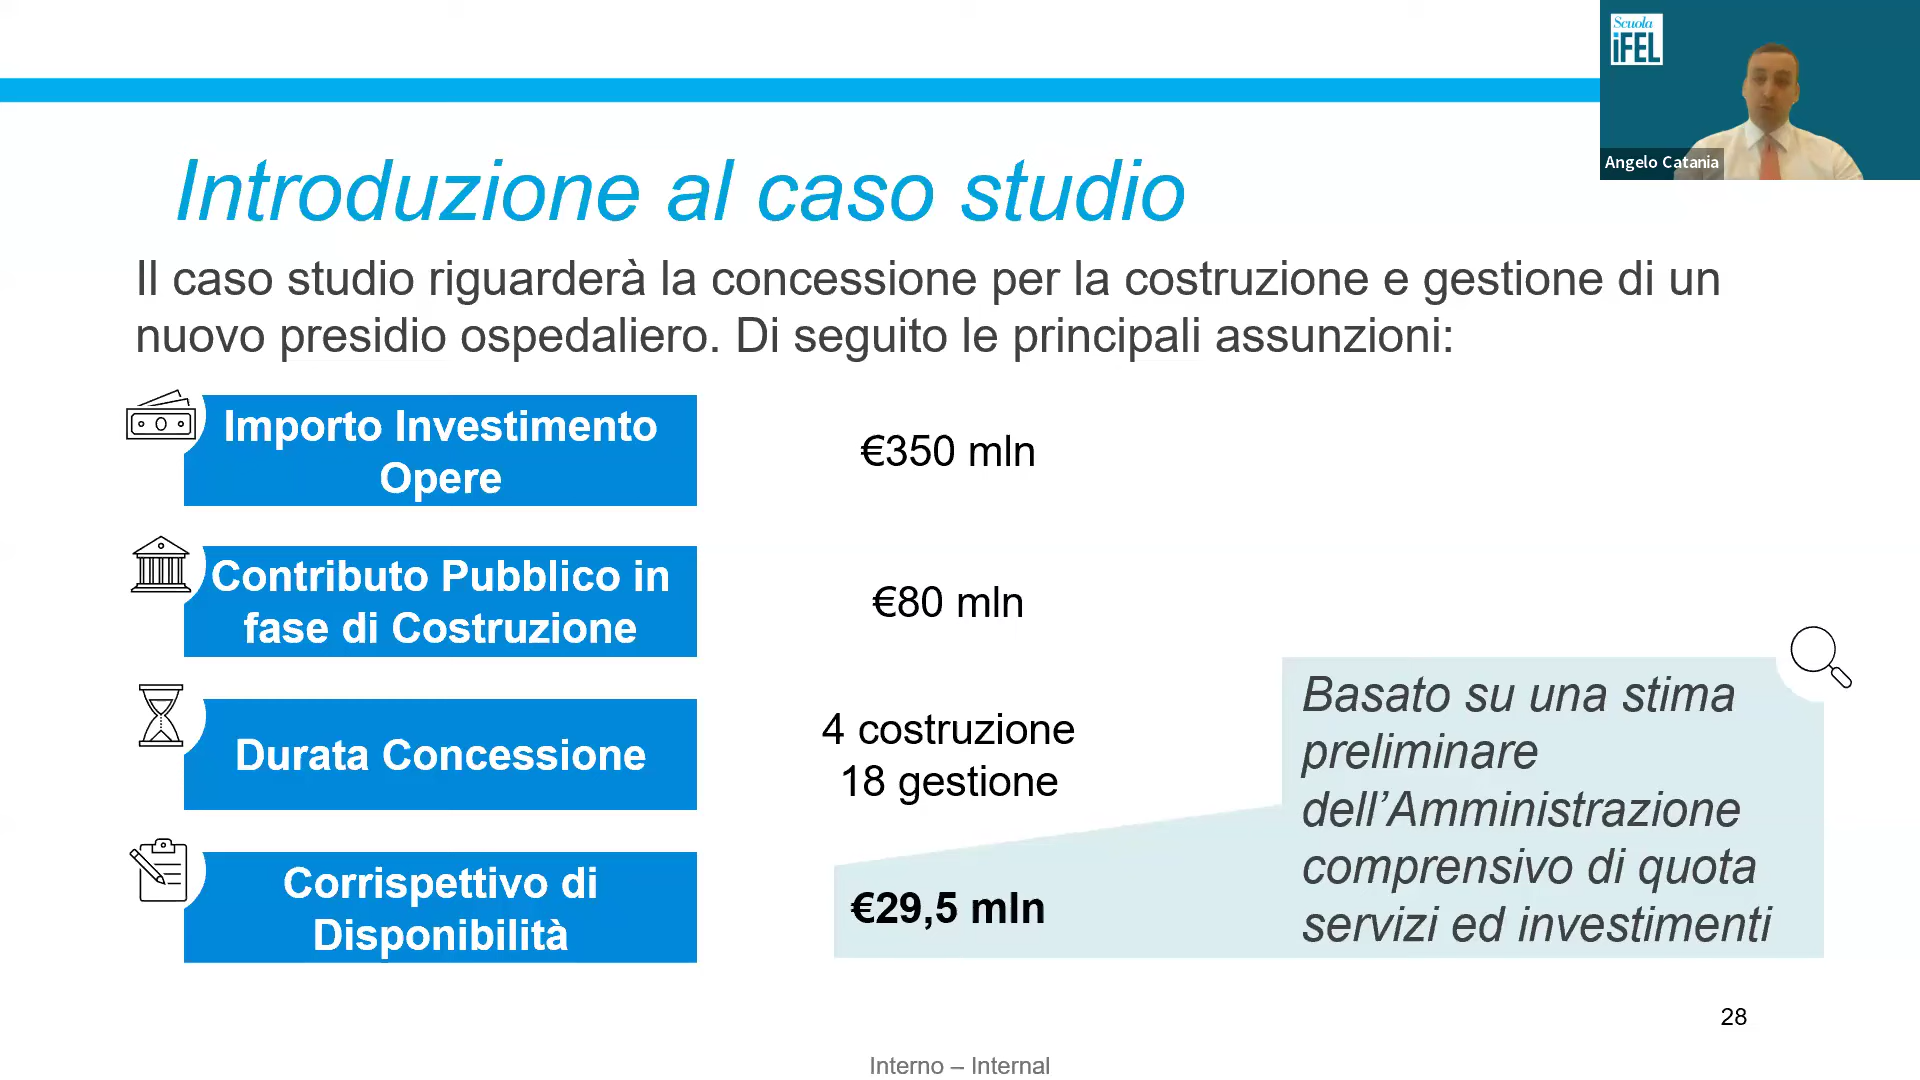 Scuola
iFEL
Angelo Catania
Introduzione al caso studio
Il caso studio riguarderà la concessione per la costruzione e gestione di un
nuovo presidio ospedaliero. Di seguito le principali assunzioni:
Importo Investimento
Opere
€350 mln
Contributo Pubblico in
fase di Costruzione
€80 mln
Durata Concessione
4 costruzione
18 gestione
Corrispettivo di
Disponibilità
€29,5 mln
Basato su una stima
preliminare
dell’Amministrazione
comprensivo di quota
servizi ed investimenti
28
Interno – Internal